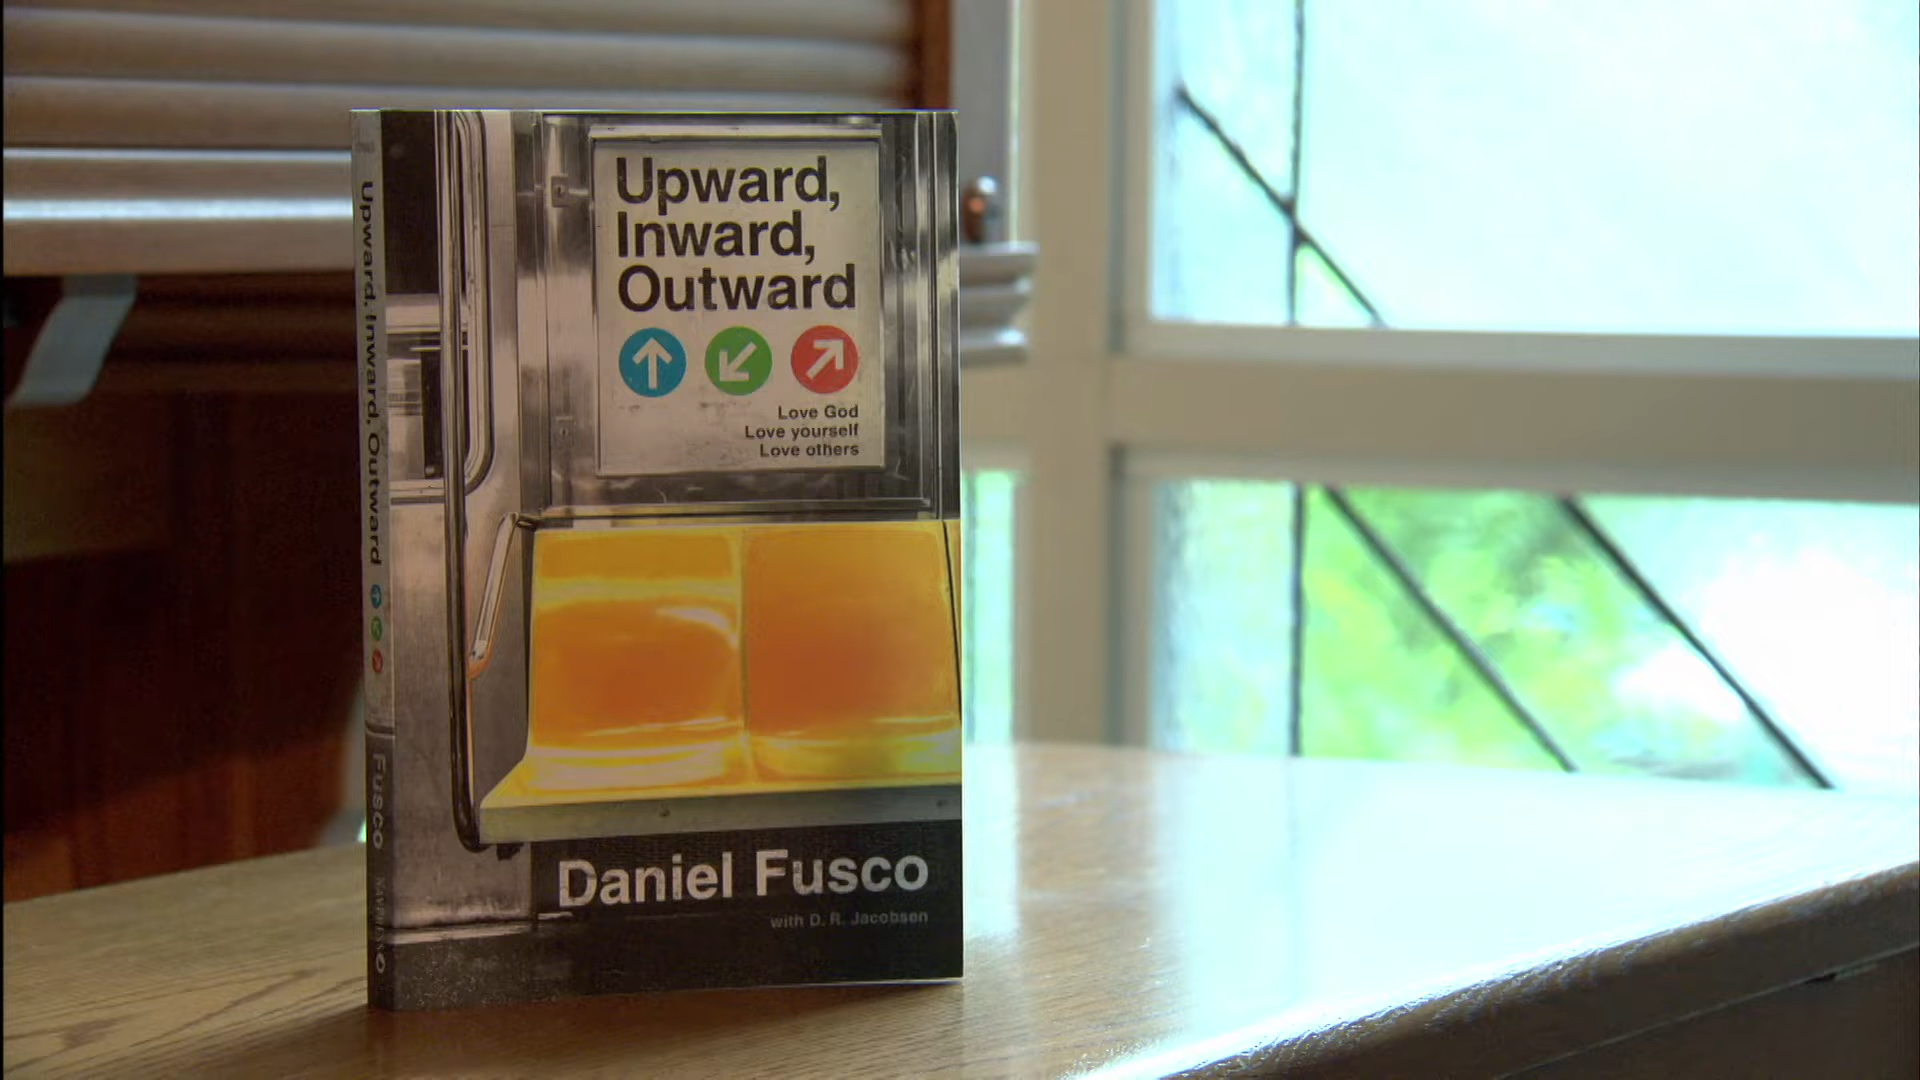 Upward,
Inward,
Outward
Love God
Love yourself
Love others
Daniel Fusco
with D. R. Jacobsen
Upward, Inward, Outward
Fusco